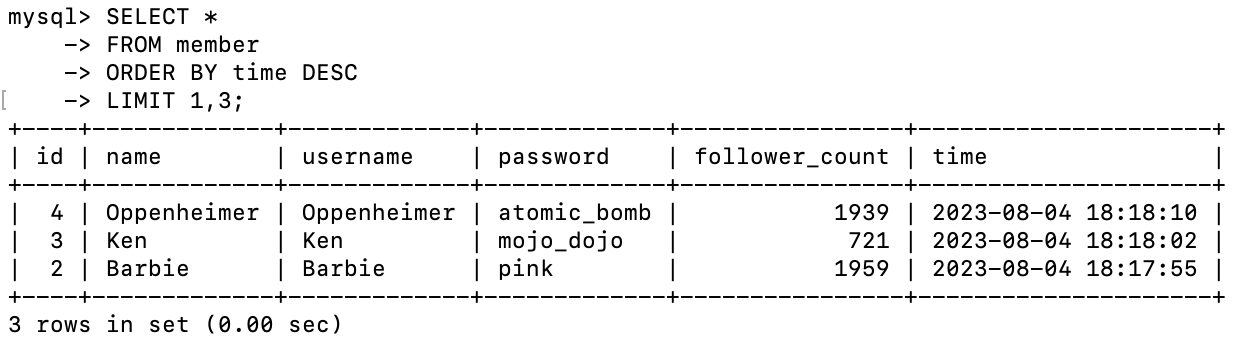 mysql> SELECT *
    -> FROM member
    -> ORDER BY time DESC
[    -> LIMIT 1,3;
+----+-------------+-------------+-------------+----------------+---------------------+
| id | name        | username    | password    | follower_count | time                |
+----+-------------+-------------+-------------+----------------+---------------------+
|  4 | Oppenheimer | Oppenheimer | atomic_bomb |           1939 | 2023-08-04 18:18:10 |
|  3 | Ken         | Ken         | mojo_dojo   |            721 | 2023-08-04 18:18:02 |
|  2 | Barbie      | Barbie      | pink        |           1959 | 2023-08-04 18:17:55 |
+----+-------------+-------------+-------------+----------------+---------------------+
3 rows in set (0.00 sec)